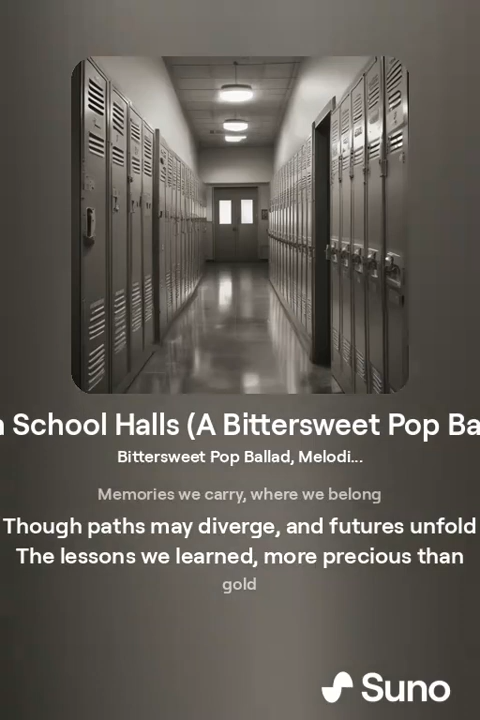 School Halls (A Bittersweet Pop
Bittersweet Pop Ballad, Melodi...
Memories we carry, where we belong
Though paths may diverge, and futures unfold
The lessons we learned, more precious than
gold
Suno